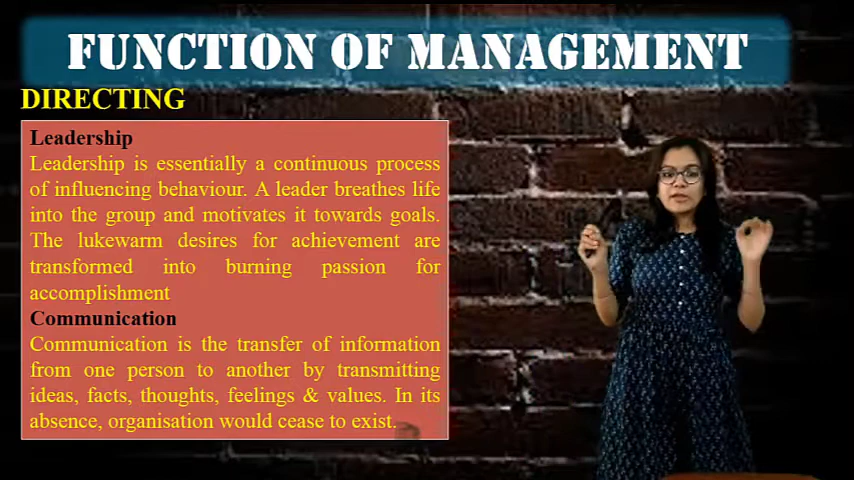 FUNCTION OF MANAGEMENT
DIRECTING
Leadership
Leadership is essentially a continuous process
of influencing behaviour. A leader breathes life
into the group and motivates it towards goals.
The lukewarm desires for achievement are
transformed into burning passion for
accomplishment
Communication
Communication is the transfer of information
from one person to another by transmitting
ideas, facts, thoughts, feelings & values. In its
absence, organisation would cease to exist.